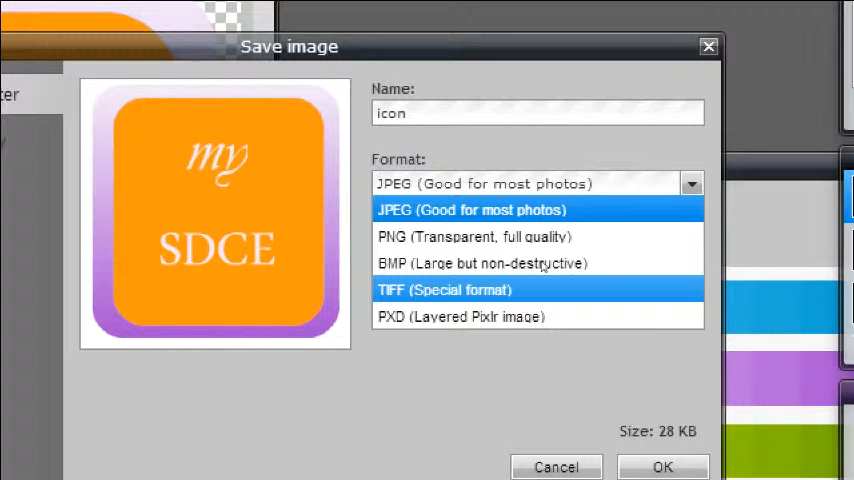 Save image
ter
Name:
icon
my
SDCE
Format:
JPEG (Good for most photos)
JPEG (Good for most photos)
PNG (Transparent, full quality)
BMP (Large but non-destructive)
TIFF (Special format)
PXD (Layered Pixlr image)
Size: 28 KB
Cancel
OK